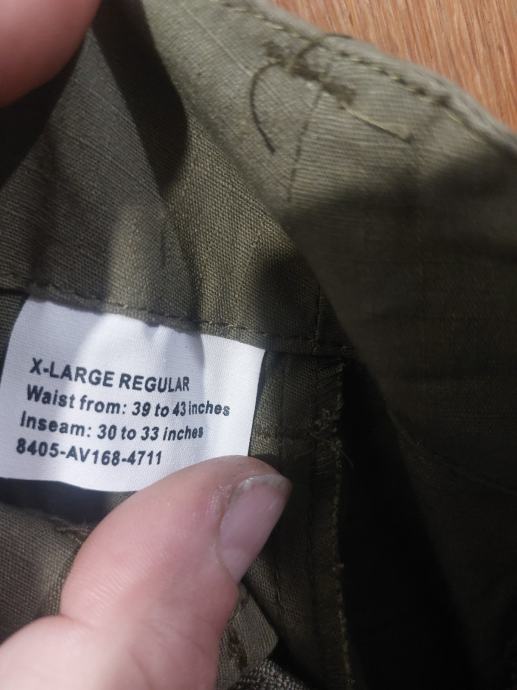 X-LARGE REGULAR
Waist from: 39 to 43 inches
Inseam: 30 to 33 inches
8405-AV168-4711